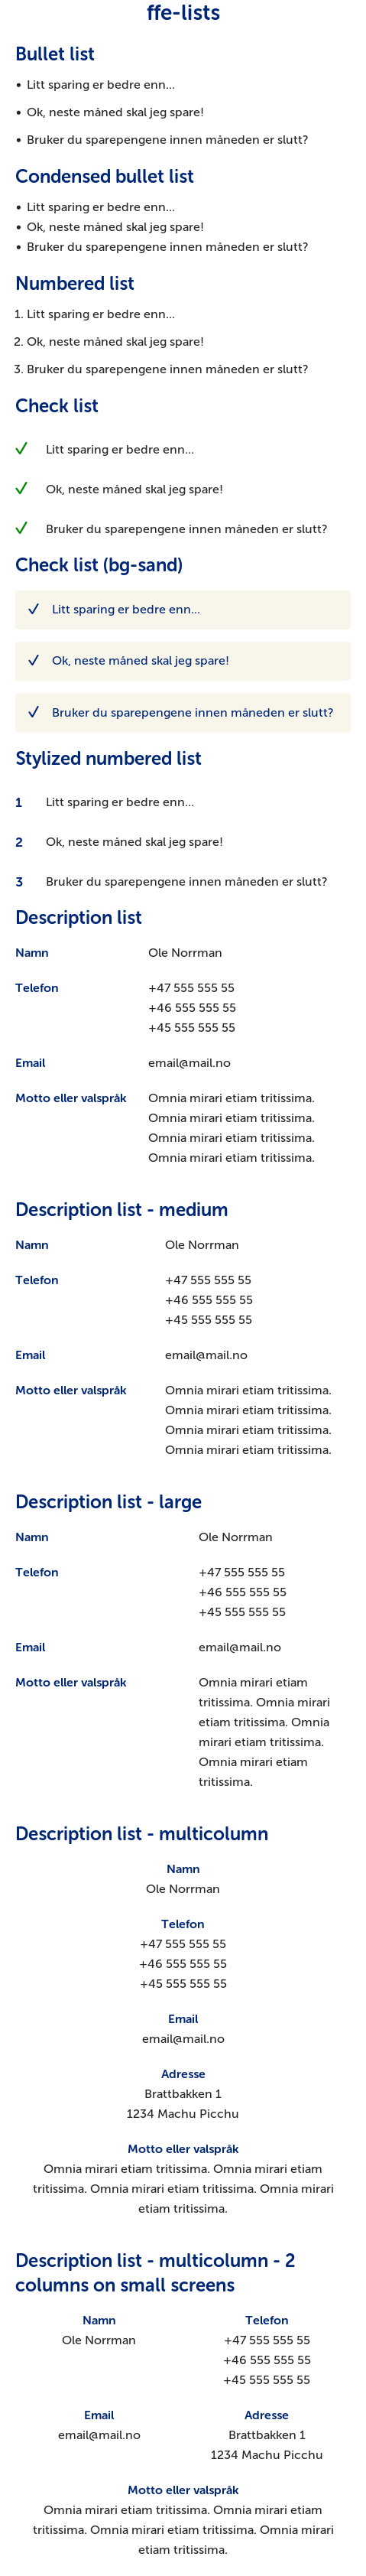 ffe-lists
Bullet list
• Litt sparing er bedre enn...
• Ok, neste måned skal jeg spare!
• Bruker du sparepengene innen måneden er slutt?
Condensed bullet list
• Litt sparing er bedre enn...
• Ok, neste måned skal jeg spare!
• Bruker du sparepengene innen måneden er slutt?
Numbered list
1. Litt sparing er bedre enn...
2. Ok, neste måned skal jeg spare!
3. Bruker du sparepengene innen måneden er slutt?
Check list
Litt sparing er bedre enn...
Ok, neste måned skal jeg spare!
Bruker du sparepengene innen måneden er slutt?
Check list (bg-sand)
Litt sparing er bedre enn...
Ok, neste måned skal jeg spare!
Bruker du sparepengene innen måneden er slutt?
Stylized numbered list
1 Litt sparing er bedre enn...
2 Ok, neste måned skal jeg spare!
3 Bruker du sparepengene innen måneden er slutt?
Description list
Namn Ole Norrman
Telefon +47 555 555 55
+46 555 555 55
+45 555 555 55
Email email@mail.no
Motto eller valspråk Omnia mirari etiam tritissima.
Omnia mirari etiam tritissima.
Omnia mirari etiam tritissima.
Omnia mirari etiam tritissima.
Description list - medium
Namn Ole Norrman
Telefon +47 555 555 55
+46 555 555 55
+45 555 555 55
Email email@mail.no
Motto eller valspråk Omnia mirari etiam tritissima.
Omnia mirari etiam tritissima.
Omnia mirari etiam tritissima.
Omnia mirari etiam tritissima.
Description list - large
Namn Ole Norrman
Telefon +47 555 555 55
+46 555 555 55
+45 555 555 55
Email email@mail.no
Motto eller valspråk Omnia mirari etiam
tritissima. Omnia mirari
etiam tritissima. Omnia
mirari etiam tritissima.
Omnia mirari etiam
tritissima.
Description list - multicolumn
Namn
Ole Norrman
Telefon
+47 555 555 55
+46 555 555 55
+45 555 555 55
Email
email@mail.no
Adresse
Brattbakken 1
1234 Machu Picchu
Motto eller valspråk
Omnia mirari etiam tritissima. Omnia mirari etiam
tritissima. Omnia mirari etiam tritissima. Omnia mirari
etiam tritissima.
Description list - multicolumn - 2
columns on small screens
Namn
Ole Norrman
Telefon
+47 555 555 55
+46 555 555 55
+45 555 555 55
Email
email@mail.no
Adresse
Brattbakken 1
1234 Machu Picchu
Motto eller valspråk
Omnia mirari etiam tritissima. Omnia mirari etiam
tritissima. Omnia mirari etiam tritissima. Omnia mirari
etiam tritissima.